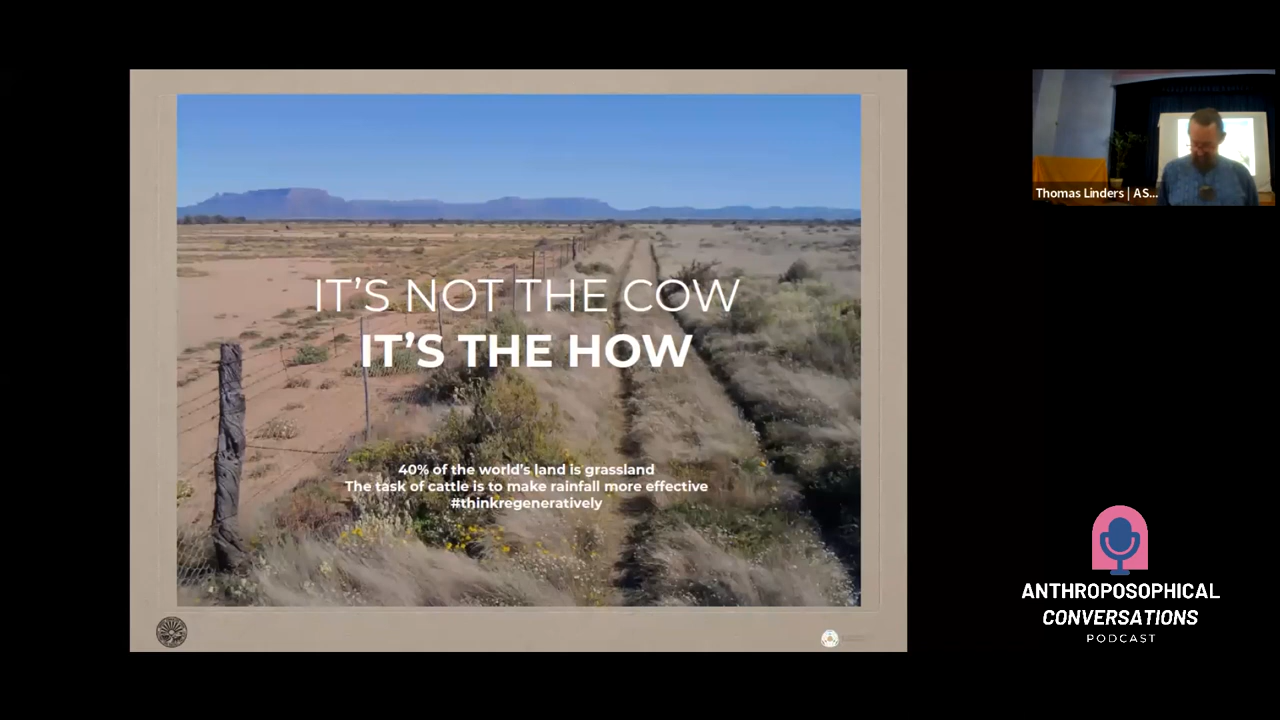 IT’S NOT THE COW
IT’S THE HOW
40% of the world’s land is grassland
The task of cattle is to make rainfall more effective
#thinkregeneratively
Thomas Linders | AS...
ANTHROPOSOPHICAL
CONVERSATIONS
PODCAST